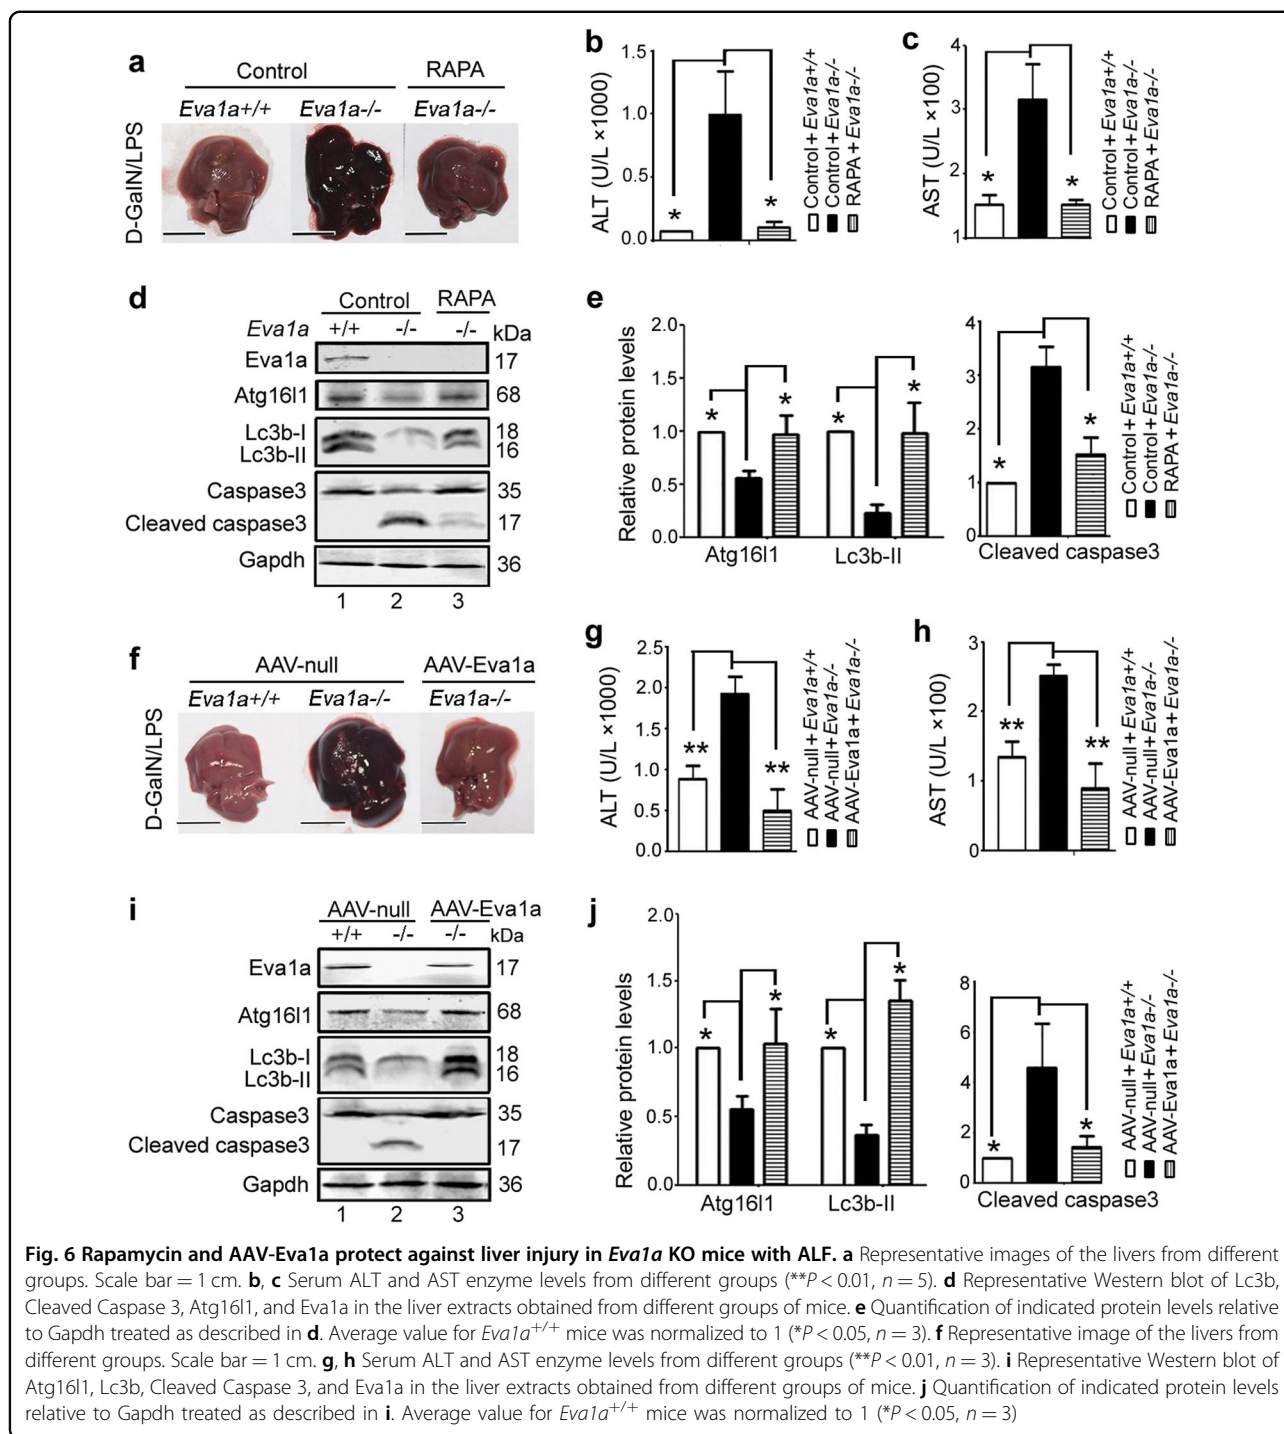 a
Control
RAPA
Eva1a+/+ Eva1a-/- Eva1a-/-
D-GalN/LPS
b
ALT (U/L ×1000)
1.5
1.0
0.5
0.0
* *
Control+Eva1a+/+
Control+Eva1a-/-
RAPA+Eva1a-/-
c
AST (U/L ×100)
4
3
2
1
* *
Control+Eva1a+/+
Control+Eva1a-/-
RAPA+Eva1a-/-
d
Control RAPA
Eva1a +/+ -/- -/- kDa
Eva1a 17
Atg16l1 68
Lc3b-I 18
Lc3b-II 16
Caspase3 35
Cleaved caspase3 17
Gapdh 36
1 2 3
e
Relative protein levels
2.0
1.5
1.0
0.5
0.0
* * * *
Atg16l1 Lc3b-II
4
3
2
1
0
* *
Cleaved caspase3
Control+Eva1a+/+
Control+Eva1a-/-
RAPA+Eva1a-/-
f
AAV-null AAV-Eva1a
Eva1a+/+ Eva1a-/- Eva1a-/-
D-GalN/LPS
g
ALT (U/L ×1000)
2.5
2.0
1.5
1.0
0.5
0.0
** **
AAV-null+Eva1a+/+
AAV-null+Eva1a-/-
AAV-Eva1a+Eva1a-/-
h
AST (U/L ×100)
3
2
1
0
** **
AAV-null+Eva1a+/+
AAV-null+Eva1a-/-
AAV-Eva1a+Eva1a-/-
i
AAV-null AAV-Eva1a
+/+ -/- -/- kDa
Eva1a 17
Atg16l1 68
Lc3b-I 18
Lc3b-II 16
Caspase3 35
Cleaved caspase3 17
Gapdh 36
1 2 3
j
Relative protein levels
2.0
1.5
1.0
0.5
0.0
* * * *
Atg16l1 Lc3b-II
8
6
4
2
0
* *
Cleaved caspase3
AAV-null+Eva1a+/+
AAV-null+Eva1a-/-
AAV-Eva1a+Eva1a-/-
Fig. 6 Rapamycin and AAV-Eva1a protect against liver injury in Eva1a KO mice with ALF. a Representative images of the livers from different
groups. Scale bar = 1 cm. b, c Serum ALT and AST enzyme levels from different groups (**P < 0.01, n = 5). d Representative Western blot of Lc3b,
Cleaved Caspase 3, Atg16l1, and Eva1a in the liver extracts obtained from different groups of mice. e Quantification of indicated protein levels relative
to Gapdh treated as described in d. Average value for Eva1a+/+ mice was normalized to 1 (*P < 0.05, n = 3). f Representative image of the livers from
different groups. Scale bar = 1 cm. g, h Serum ALT and AST enzyme levels from different groups (**P < 0.01, n = 3). i Representative Western blot of
Atg16l1, Lc3b, Cleaved Caspase 3, and Eva1a in the liver extracts obtained from different groups of mice. j Quantification of indicated protein levels
relative to Gapdh treated as described in i. Average value for Eva1a+/+ mice was normalized to 1 (*P < 0.05, n = 3)